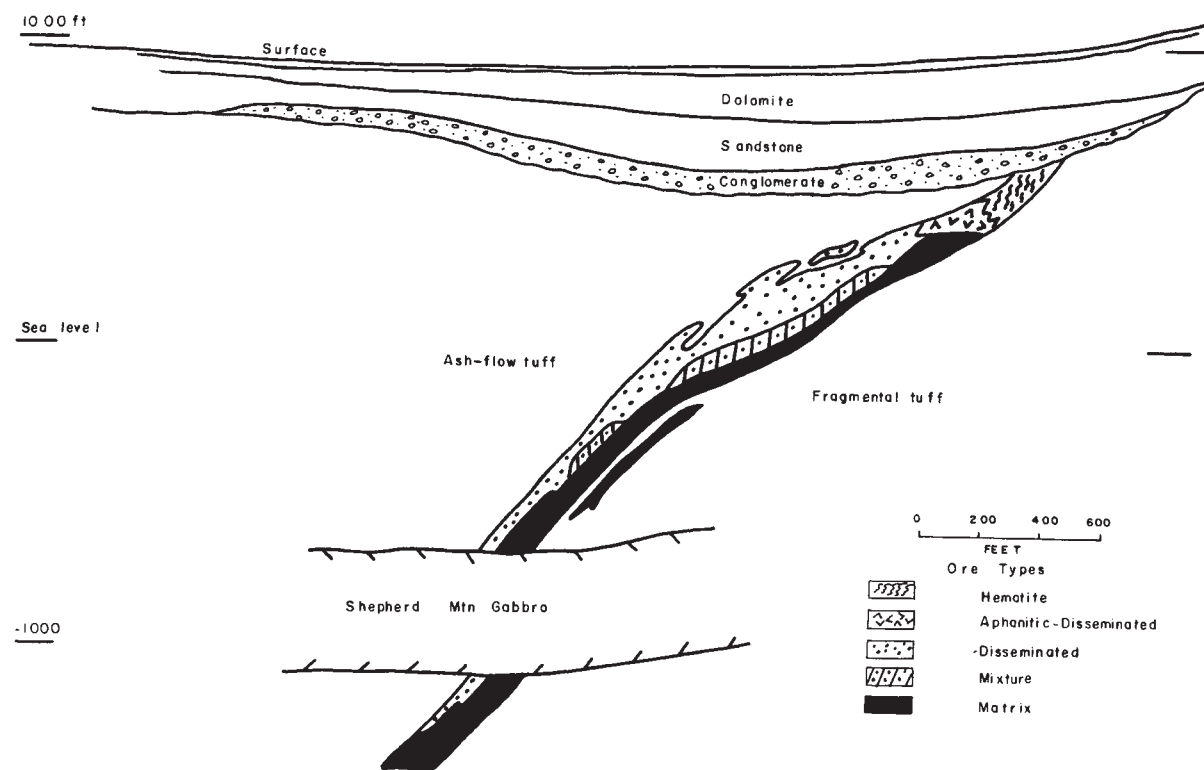 1000 ft
Surface
Dolomite
Sandstone
Conglomerate
Sea level
Ash-flow tuff
Fragmental tuff
0 200 400 600
FEET
Ore Types
Hematite
Aphanitic-Disseminated
-Disseminated
Mixture
Matrix
Shepherd Mtn Gabbro
-1000